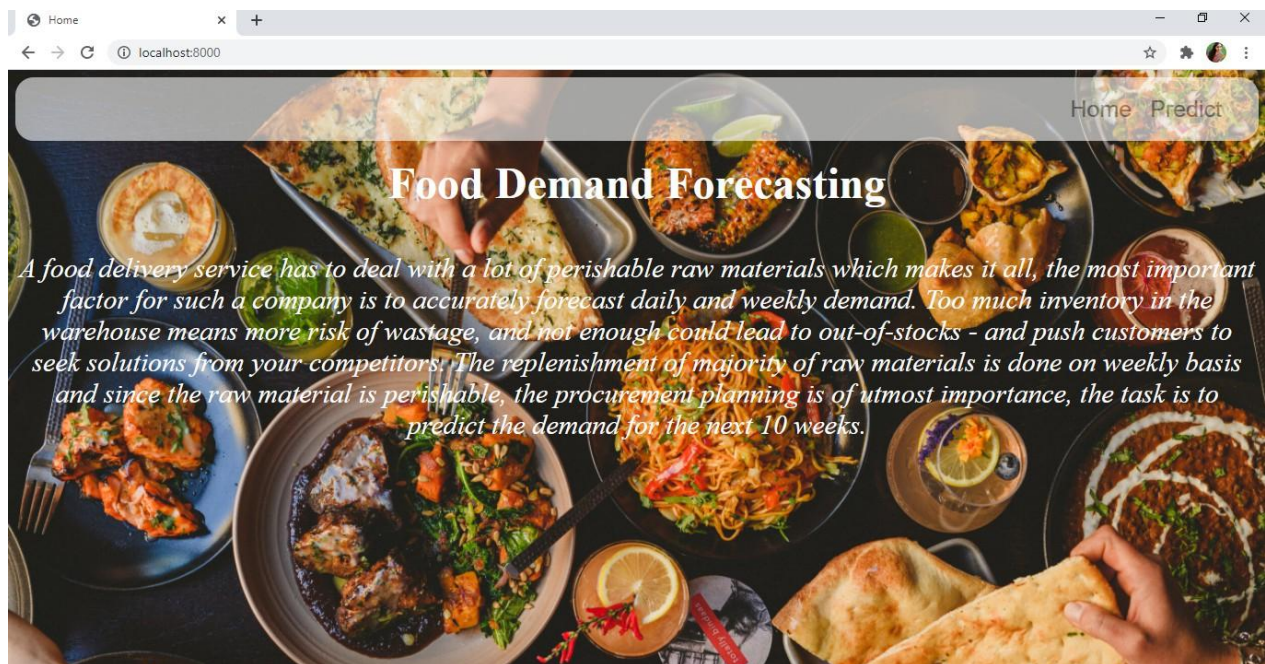 Home
localhost:8000
Home Predict
Food Demand Forecasting
A food delivery service has to deal with a lot of perishable raw materials which makes it all, the most important
factor for such a company is to accurately forecast daily and weekly demand. Too much inventory in the
warehouse means more risk of wastage, and not enough could lead to out-of-stocks - and push customers to
seek solutions from your competitors. The replenishment of majority of raw materials is done on weekly basis
and since the raw material is perishable, the procurement planning is of utmost importance, the task is to
predict the demand for the next 10 weeks.
totally bandaas